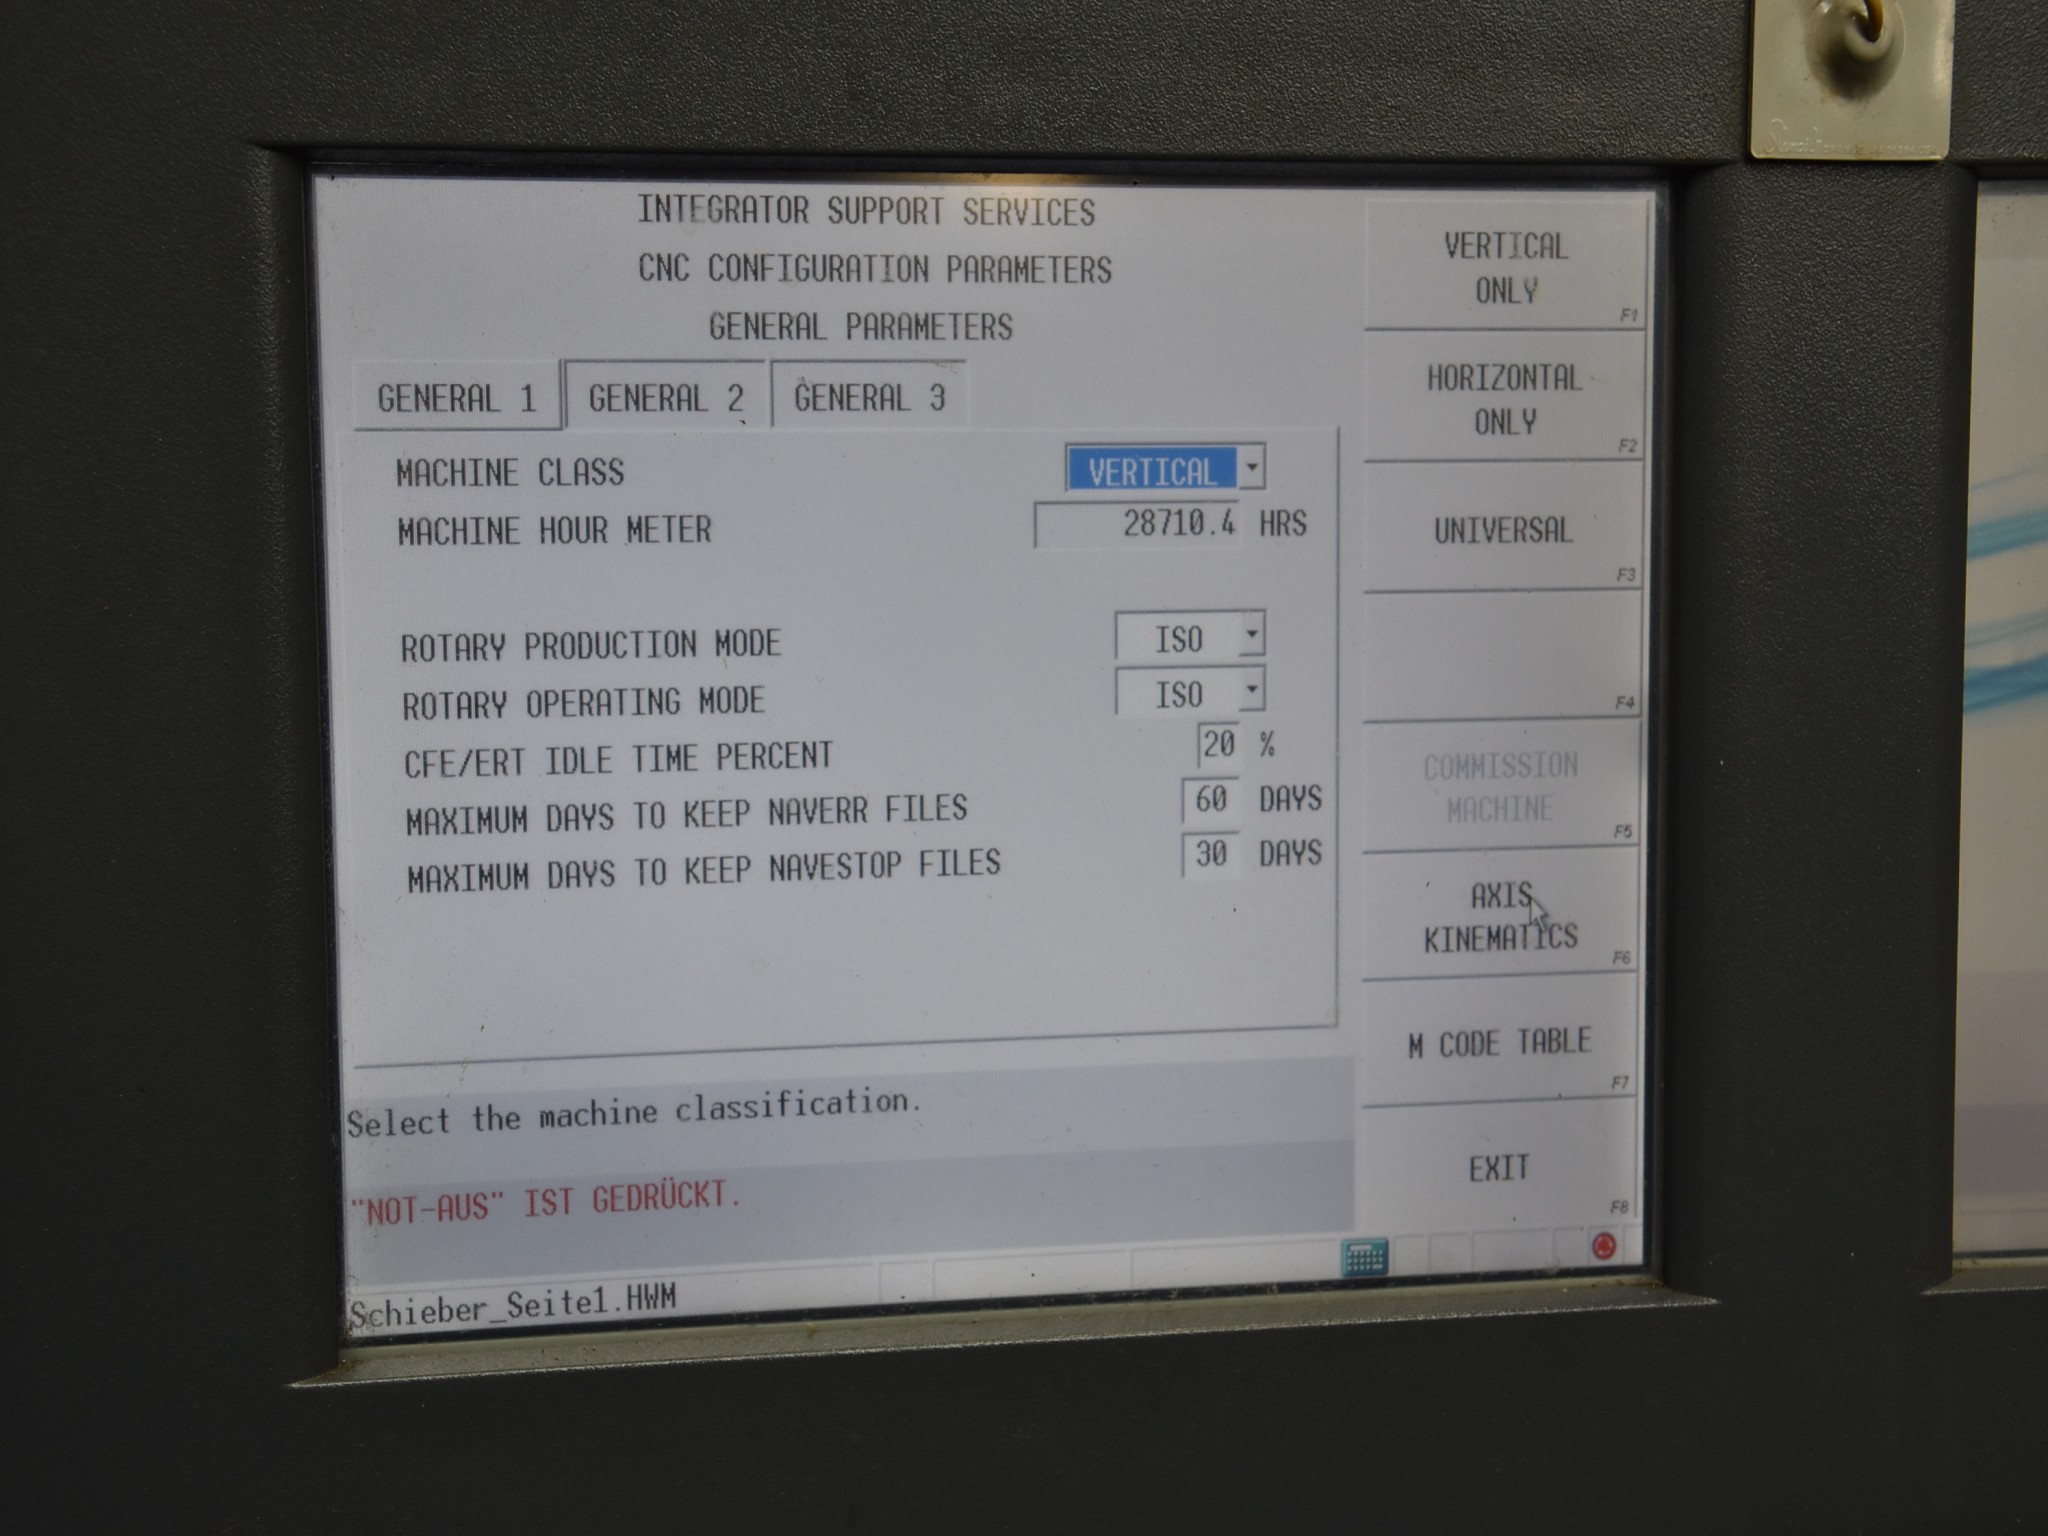 INTEGRATOR SUPPORT SERVICES
CNC CONFIGURATION PARAMETERS
GENERAL PARAMETERS
GENERAL 1 GENERAL 2 GENERAL 3
MACHINE CLASS VERTICAL
MACHINE HOUR METER 28710.4 HRS
ROTARY PRODUCTION MODE ISO
ROTARY OPERATING MODE ISO
CFE/ERT IDLE TIME PERCENT 20 %
MAXIMUM DAYS TO KEEP NAVERR FILES 60 DAYS
MAXIMUM DAYS TO KEEP NAVESTOP FILES 30 DAYS
Select the machine classification.
"NOT-AUS" IST GEDRÜCKT.
Schieber_Seite1.HWM
VERTICAL
ONLY
F1
HORIZONTAL
ONLY
F2
UNIVERSAL
F3
F4
COMMISSION
MACHINE
F5
AXIS
KINEMATICS
F6
M CODE TABLE
F7
EXIT
F8